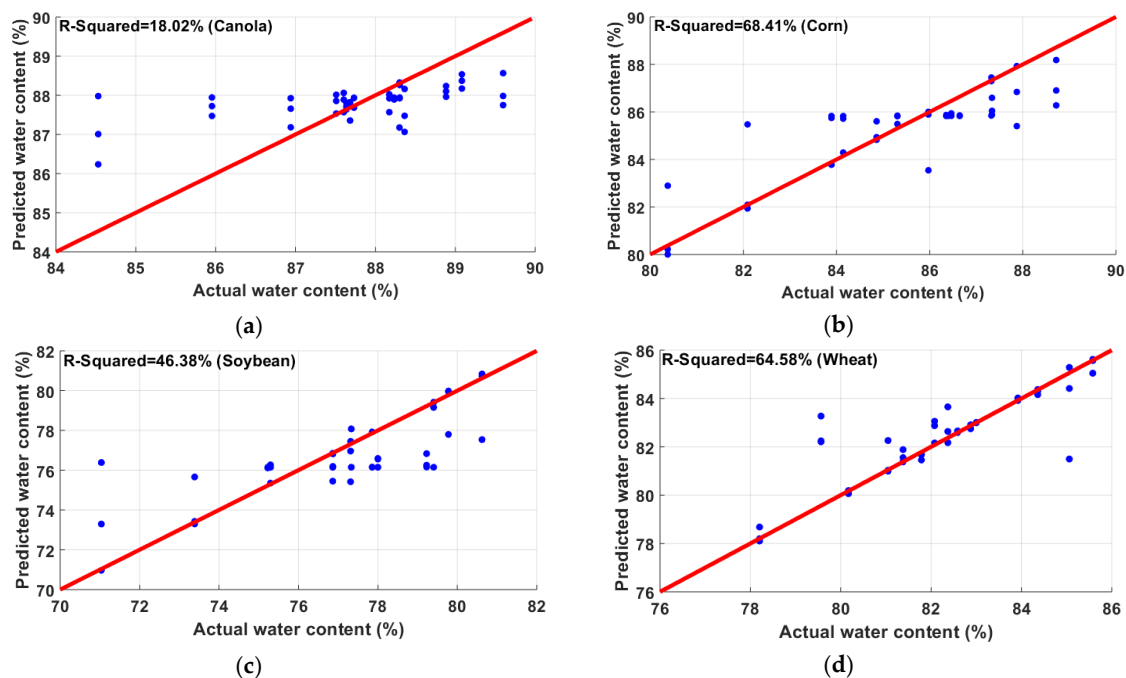 R-Squared=18.02% (Canola)
90
89
88
87
86
85
84
Predicted water content (%)
84 85 86 87 88 89 90
Actual water content (%)
(a)
R-Squared=68.41% (Corn)
90
88
86
84
82
80
Predicted water content (%)
80 82 84 86 88 90
Actual water content (%)
(b)
R-Squared=46.38% (Soybean)
82
80
78
76
74
72
70
Predicted water content (%)
70 72 74 76 78 80 82
Actual water content (%)
(c)
R-Squared=64.58% (Wheat)
86
84
82
80
78
76
Predicted water content (%)
76 78 80 82 84 86
Actual water content (%)
(d)